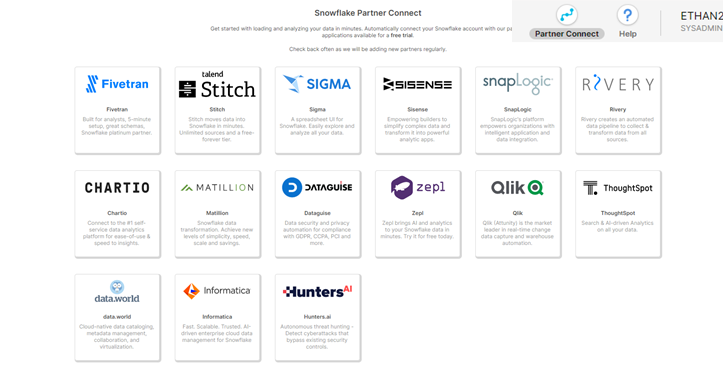 Snowflake Partner Connect
Get started with loading and analyzing your data in minutes. Automatically connect your Snowflake account with our pa
applications available for a free trial.
Check back often as we will be adding new partners regularly.
Partner Connect
Help
ETHAN2
SYSADMIN
Fivetran
Fivetran
Built for analysts, 5-minute
setup, great schemas,
Snowflake platinum partner.
talend
Stitch
Stitch
Stitch moves data into
Snowflake in minutes.
Unlimited sources and a free-
forever tier.
SIGMA
Sigma
A spreadsheet UI for
Snowflake. Easily explore and
analyze all your data.
SISENSE
Sisense
Empowering builders to
simplify complex data and
transform it into powerful
analytic apps.
snapLogic
SnapLogic
SnapLogic's platform
empowers organizations with
intelligent application and
data integration.
RIVERY
Rivery
Rivery creates an automated
data pipeline to collect &
transform data from all
sources.
CHARTIO
Chartio
Connect to the #1 self-
service data analytics
platform for ease-of-use &
speed to insights.
MATILLION
Matillion
Snowflake data
transformation. Achieve new
levels of simplicity, speed,
scale and savings.
DATAGUISE
Dataguise
Data security and privacy
automation for compliance
with GDPR, CCPA, PCI and
more.
zepl
Zepl
Zepl brings AI and analytics
to your Snowflake data in
minutes. Try it for free today.
Qlik
Qlik
Qlik (Attunity) is the market
leader in real-time change
data capture and warehouse
automation.
ThoughtSpot
ThoughtSpot
Search & AI-driven Analytics
on all your data.
data.world
data.world
Cloud-native data cataloging,
metadata management,
collaboration, and
virtualization.
Informatica
Informatica
Fast. Scalable. Trusted. AI-
driven enterprise cloud data
management for Snowflake
HuntersAI
Hunters.ai
Autonomous threat hunting -
Detect cyberattacks that
bypass existing security
controls.